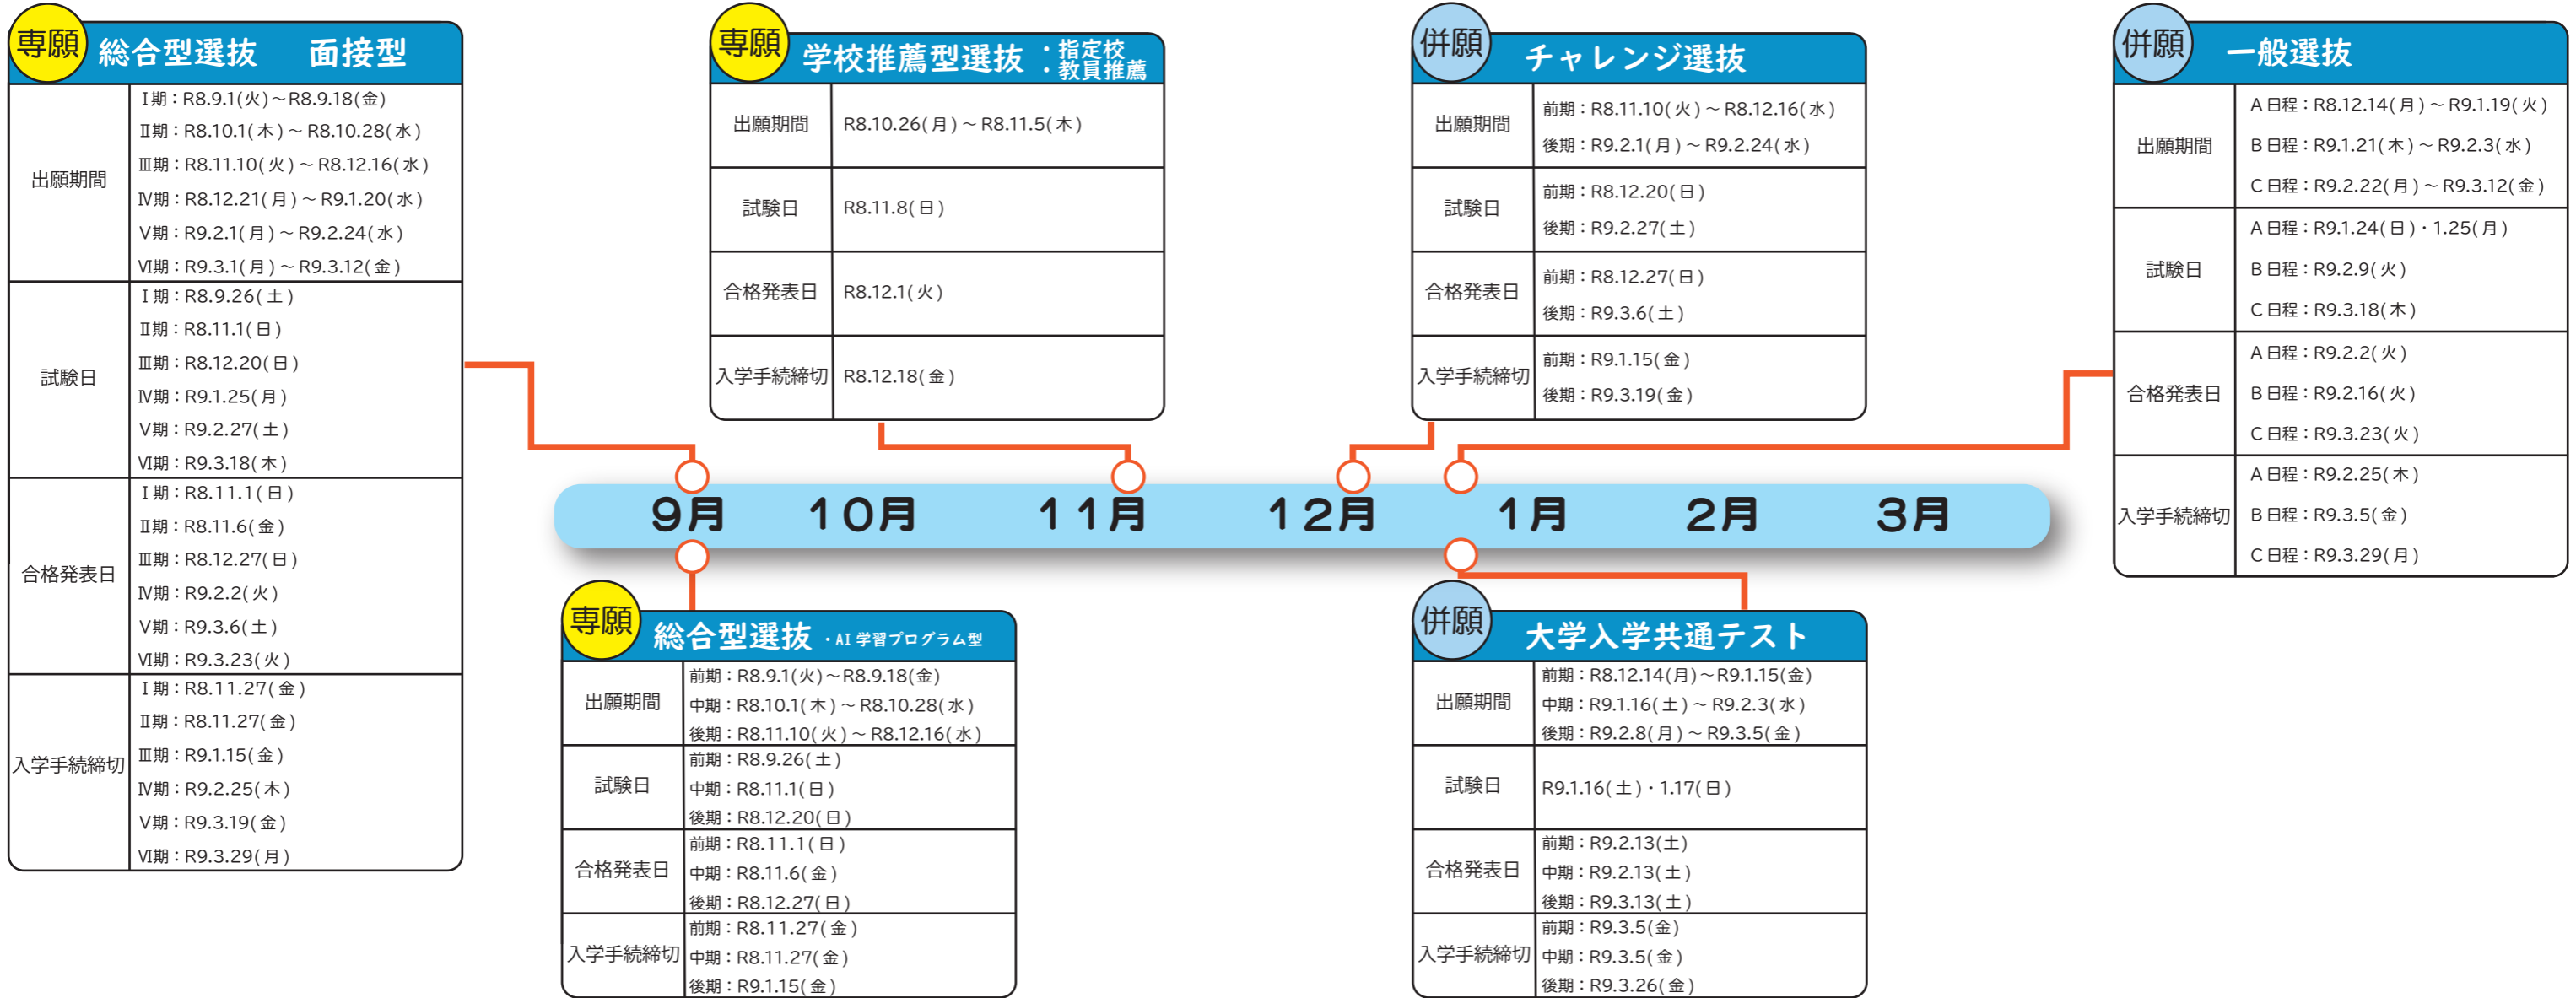 専願
総合型選抜 面接型
出願期間
Ⅰ期：R8.9.1(火)～R8.9.18(金)
Ⅱ期：R8.10.1(木)～R8.10.28(水)
Ⅲ期：R8.11.10(火)～R8.12.16(水)
Ⅳ期：R8.12.21(月)～R9.1.20(水)
Ⅴ期：R9.2.1(月)～R9.2.24(水)
Ⅵ期：R9.3.1(月)～R9.3.12(金)
試験日
Ⅰ期：R8.9.26(土)
Ⅱ期：R8.11.1(日)
Ⅲ期：R8.12.20(日)
Ⅳ期：R9.1.25(月)
Ⅴ期：R9.2.27(土)
Ⅵ期：R9.3.18(木)
合格発表日
Ⅰ期：R8.11.1(日)
Ⅱ期：R8.11.6(金)
Ⅲ期：R8.12.27(日)
Ⅳ期：R9.2.2(火)
Ⅴ期：R9.3.6(土)
Ⅵ期：R9.3.23(火)
入学手続締切
Ⅰ期：R8.11.27(金)
Ⅱ期：R8.11.27(金)
Ⅲ期：R9.1.15(金)
Ⅳ期：R9.2.25(木)
Ⅴ期：R9.3.19(金)
Ⅵ期：R9.3.29(月)
専願
学校推薦型選抜 ・指定校
・教員推薦
出願期間
R8.10.26(月)～R8.11.5(木)
試験日
R8.11.8(日)
合格発表日
R8.12.1(火)
入学手続締切
R8.12.18(金)
併願
チャレンジ選抜
出願期間
前期：R8.11.10(火)～R8.12.16(水)
後期：R9.2.1(月)～R9.2.24(水)
試験日
前期：R8.12.20(日)
後期：R9.2.27(土)
合格発表日
前期：R8.12.27(日)
後期：R9.3.6(土)
入学手続締切
前期：R9.1.15(金)
後期：R9.3.19(金)
併願
一般選抜
出願期間
A日程：R8.12.14(月)～R9.1.19(火)
B日程：R9.1.21(木)～R9.2.3(水)
C日程：R9.2.22(月)～R9.3.12(金)
試験日
A日程：R9.1.24(日)・1.25(月)
B日程：R9.2.9(火)
C日程：R9.3.18(木)
合格発表日
A日程：R9.2.2(火)
B日程：R9.2.16(火)
C日程：R9.3.23(火)
入学手続締切
A日程：R9.2.25(木)
B日程：R9.3.5(金)
C日程：R9.3.29(月)
9月 10月 11月 12月 1月 2月 3月
専願
総合型選抜 ・AI学習プログラム型
出願期間
前期：R8.9.1(火)～R8.9.18(金)
中期：R8.10.1(木)～R8.10.28(水)
後期：R8.11.10(火)～R8.12.16(水)
試験日
前期：R8.9.26(土)
中期：R8.11.1(日)
後期：R8.12.20(日)
合格発表日
前期：R8.11.1(日)
中期：R8.11.6(金)
後期：R8.12.27(日)
入学手続締切
前期：R8.11.27(金)
中期：R8.11.27(金)
後期：R9.1.15(金)
併願
大学入学共通テスト
出願期間
前期：R8.12.14(月)～R9.1.15(金)
中期：R9.1.16(土)～R9.2.3(水)
後期：R9.2.8(月)～R9.3.5(金)
試験日
R9.1.16(土)・1.17(日)
合格発表日
前期：R9.2.13(土)
中期：R9.2.13(土)
後期：R9.3.13(土)
入学手続締切
前期：R9.3.5(金)
中期：R9.3.5(金)
後期：R9.3.26(金)